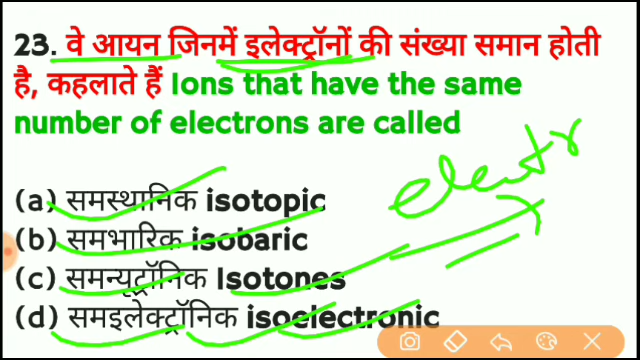 23. वे आयन जिनमें इलेक्ट्रॉनों की संख्या समान होती
है, कहलाते हैं Ions that have the same
number of electrons are called
electr
(a) समस्थानिक isotopic
(b) समभारिक isobaric
(c) समन्यूट्रॉनिक Isotones
(d) समइलेक्ट्रॉनिक isoelectronic